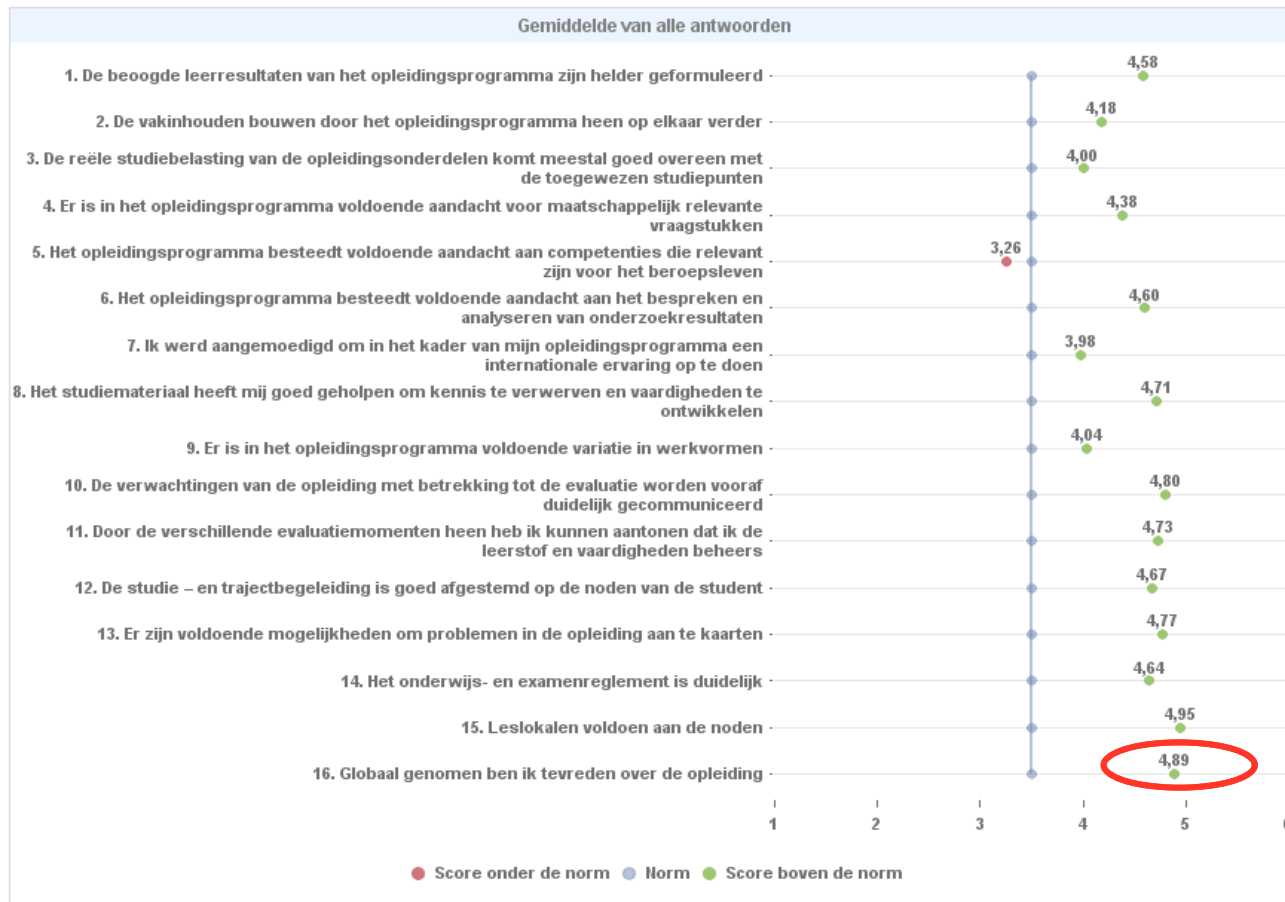 Gemiddelde van alle antwoorden
1. De beoogde leerresultaten van het opleidingsprogramma zijn helder geformuleerd
4,58
2. De vakinhouden bouwen door het opleidingsprogramma heen op elkaar verder
4,18
3. De reële studiebelasting van de opleidingsonderdelen komt meestal goed overeen met
de toegewezen studiepunten
4,00
4. Er is in het opleidingsprogramma voldoende aandacht voor maatschappelijk relevante
vraagstukken
4,38
5. Het opleidingsprogramma besteedt voldoende aandacht aan competenties die relevant
zijn voor het beroepsleven
3,26
6. Het opleidingsprogramma besteedt voldoende aandacht aan het bespreken en
analyseren van onderzoekresultaten
4,60
7. Ik werd aangemoedigd om in het kader van mijn opleidingsprogramma een
internationale ervaring op te doen
3,98
8. Het studiemateriaal heeft mij goed geholpen om kennis te verwerven en vaardigheden te
ontwikkelen
4,71
9. Er is in het opleidingsprogramma voldoende variatie in werkvormen
4,04
10. De verwachtingen van de opleiding met betrekking tot de evaluatie worden vooraf
duidelijk gecommuniceerd
4,80
11. Door de verschillende evaluatiemomenten heen heb ik kunnen aantonen dat ik de
leerstof en vaardigheden beheers
4,73
12. De studie – en trajectbegeleiding is goed afgestemd op de noden van de student
4,67
13. Er zijn voldoende mogelijkheden om problemen in de opleiding aan te kaarten
4,77
14. Het onderwijs- en examenreglement is duidelijk
4,64
15. Leslokalen voldoen aan de noden
4,95
16. Globaal genomen ben ik tevreden over de opleiding
4,89
1 2 3 4 5
Score onder de norm Norm Score boven de norm